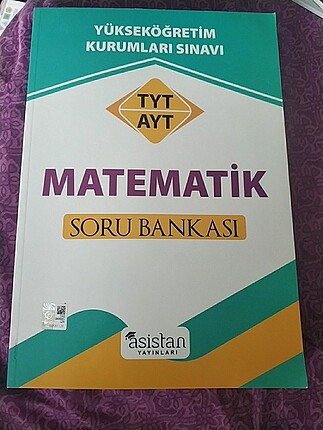 YÜKSEKÖĞRETİM
KURUMLARI SINAVI
TYT
AYT
MATEMATİK
SORU BANKASI
asistan
YAYINLARI